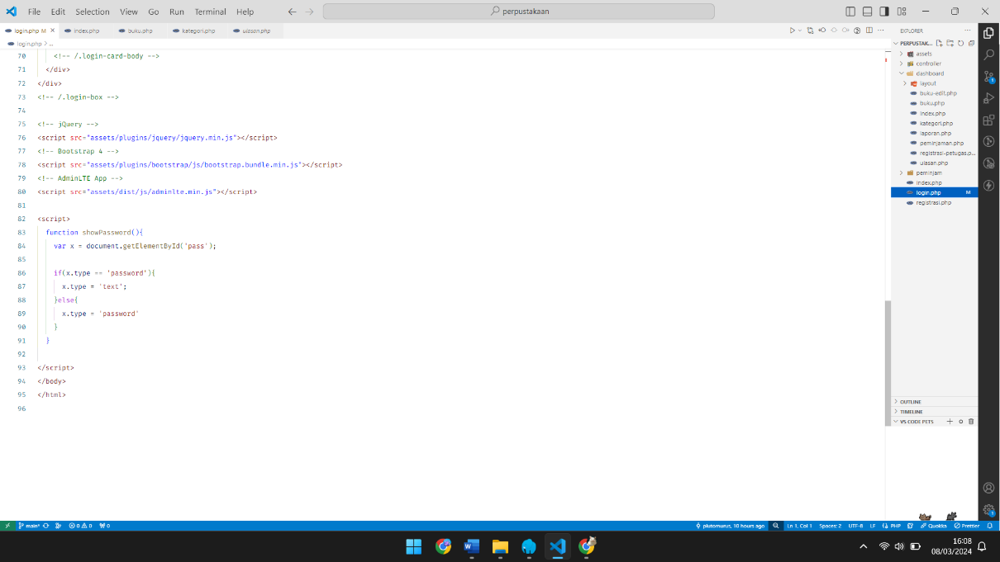 File Edit Selection View Go Run Terminal Help
perpustakaan
login.php M
index.php
buku.php
kategori.php
ulasan.php
login.php > ...
70 <!-- /.login-card-body -->
71 </div>
72 </div>
73 <!-- /.login-box -->
74
75 <!-- jQuery -->
76 <script src="assets/plugins/jquery/jquery.min.js"></script>
77 <!-- Bootstrap 4 -->
78 <script src="assets/plugins/bootstrap/js/bootstrap.bundle.min.js"></script>
79 <!-- AdminLTE App -->
80 <script src="assets/dist/js/adminlte.min.js"></script>
81
82 <script>
83 function showPassword(){
84 var x = document.getElementById('pass');
85
86 if(x.type == 'password'){
87 x.type = 'text';
88 }else{
89 x.type = 'password'
90 }
91 }
92
93 </script>
94 </body>
95 </html>
96
EXPLORER
PERPUSTAK...
assets
controller
dashboard
layout
buku-edit.php
buku.php
index.php
kategori.php
laporan.php
peminjaman.php
registrasi-petugas.p...
ulasan.php
peminjam
index.php
login.php M
registrasi.php
OUTLINE
TIMELINE
VS CODE PETS
main* 0 0 0
plutomurus, 10 hours ago
Ln 1, Col 1
Spaces: 2
UTF-8
LF
PHP
Quokka
Prettier
16:08
08/03/2024